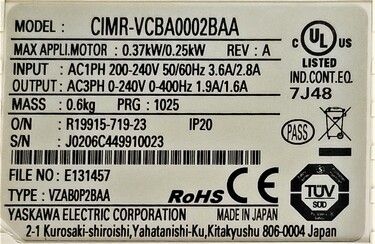 MODEL : CIMR-VCBA0002BAA
MAX APPLI.MOTOR : 0.37kW/0.25kW REV : A
INPUT : AC1PH 200-240V 50/60Hz 3.6A/2.8A
OUTPUT : AC3PH 0-240V 0-400Hz 1.9A/1.6A
MASS : 0.6kg PRG : 1025
O/N : R19915-719-23 IP20
S/N : J0206C449910023
FILE NO : E131457
TYPE : VZAB0P2BAA
YASKAWA ELECTRIC CORPORATION MADE IN JAPAN
2-1 Kurosaki-shiroishi,Yahatanishi-Ku,Kitakyushu 806-0004 Japan
C UL US
LISTED
IND.CONT.EQ.
7J48
PASS
RoHS CE
TÜV
SÜD